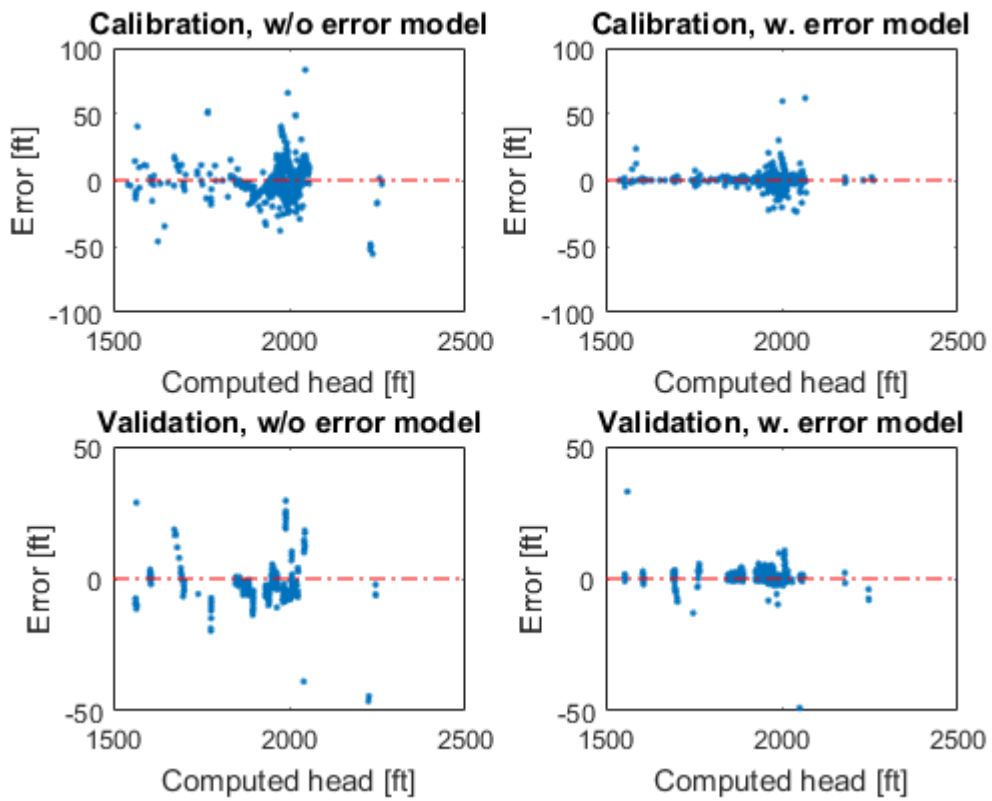 Calibration, w/o error model
100
50
0
-50
-100
Error [ft]
1500 2000 2500
Computed head [ft]
Calibration, w. error model
100
50
0
-50
-100
Error [ft]
1500 2000 2500
Computed head [ft]
Validation, w/o error model
50
0
-50
Error [ft]
1500 2000 2500
Computed head [ft]
Validation, w. error model
50
0
-50
Error [ft]
1500 2000 2500
Computed head [ft]